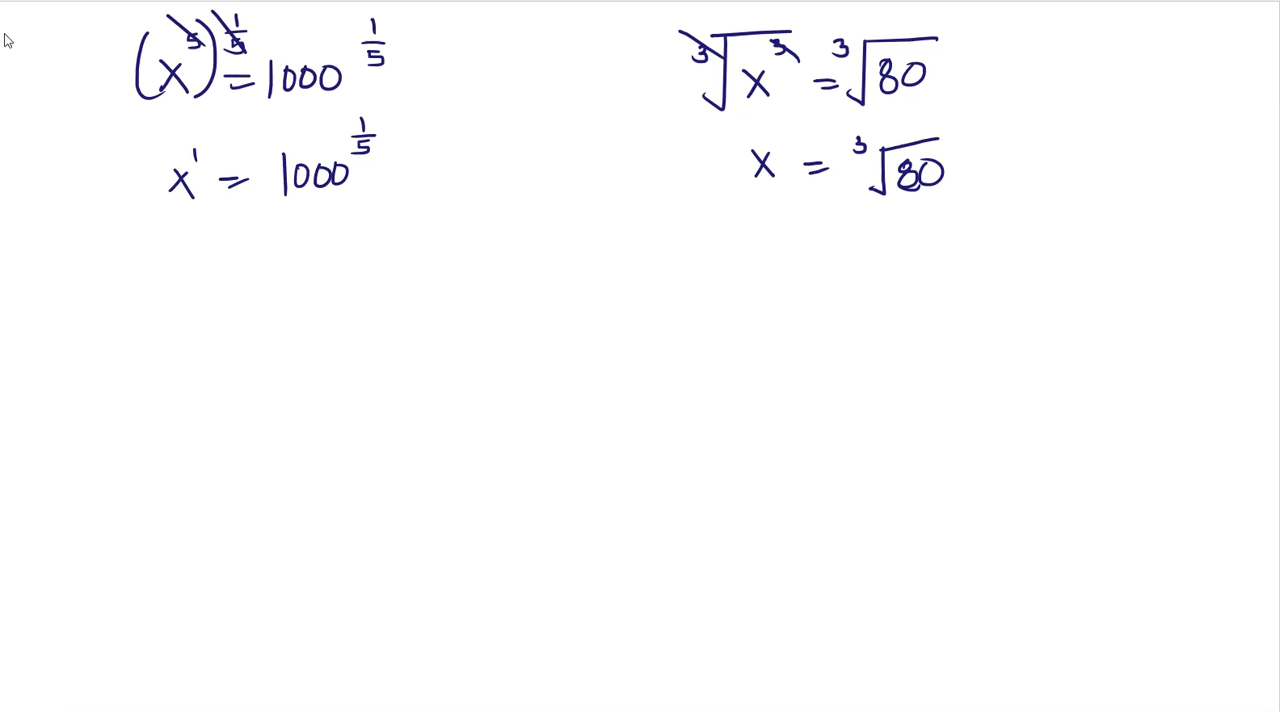 (x^5)^{1/5} = 1000^{1/5}
x^1 = 1000^{1/5}
∛x^3 = ∛80
x = ∛80